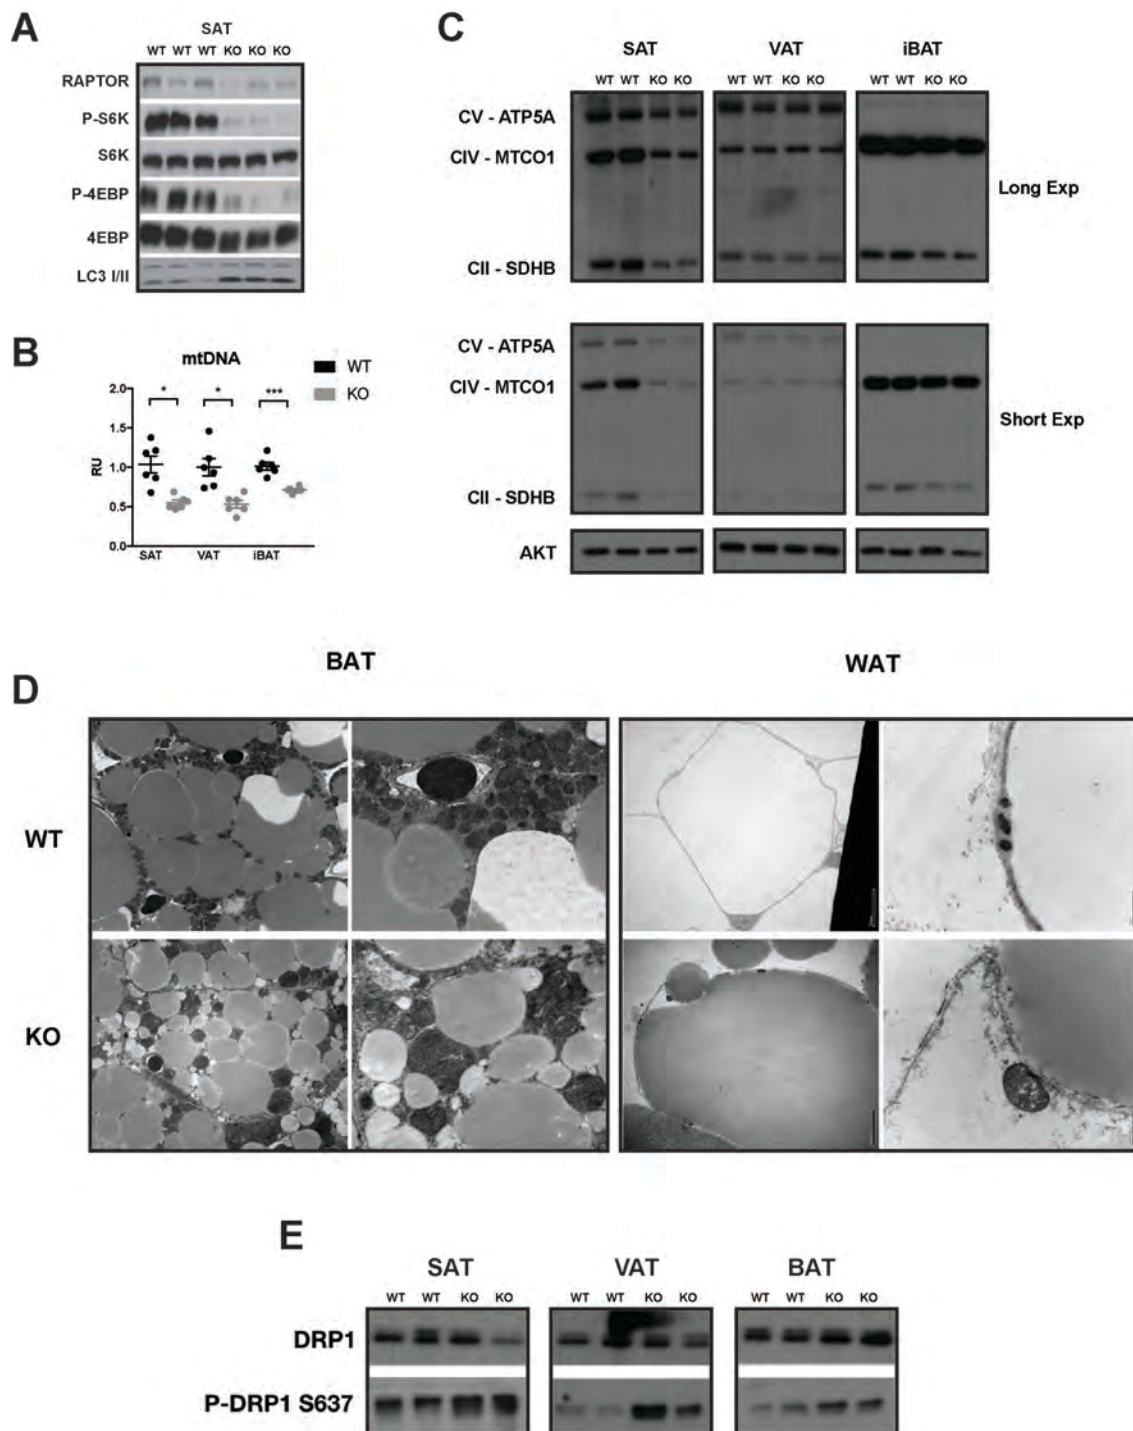 A
SAT
WT WT WT KO KO KO
RAPTOR
P-S6K
S6K
P-4EBP
4EBP
LC3 I/II
B
mtDNA
WT
KO
* * ***
2.0
1.5
1.0
0.5
0.0
RU
SAT VAT iBAT
C
SAT VAT iBAT
WT WT KO KO WT WT KO KO WT WT KO KO
CV - ATP5A
CIV - MTCO1
CII - SDHB
Long Exp
CV - ATP5A
CIV - MTCO1
CII - SDHB
Short Exp
AKT
D
BAT WAT
WT
KO
E
SAT VAT BAT
WT WT KO KO WT WT KO KO WT WT KO KO
DRP1
P-DRP1 S637